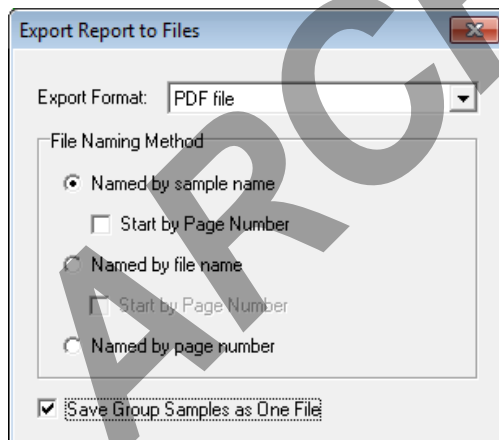 Export Report to Files
Export Format: PDF file
File Naming Method
Named by sample name
Start by Page Number
Named by file name
Start by Page Number
Named by page number
Save Group Samples as One File
ARCH